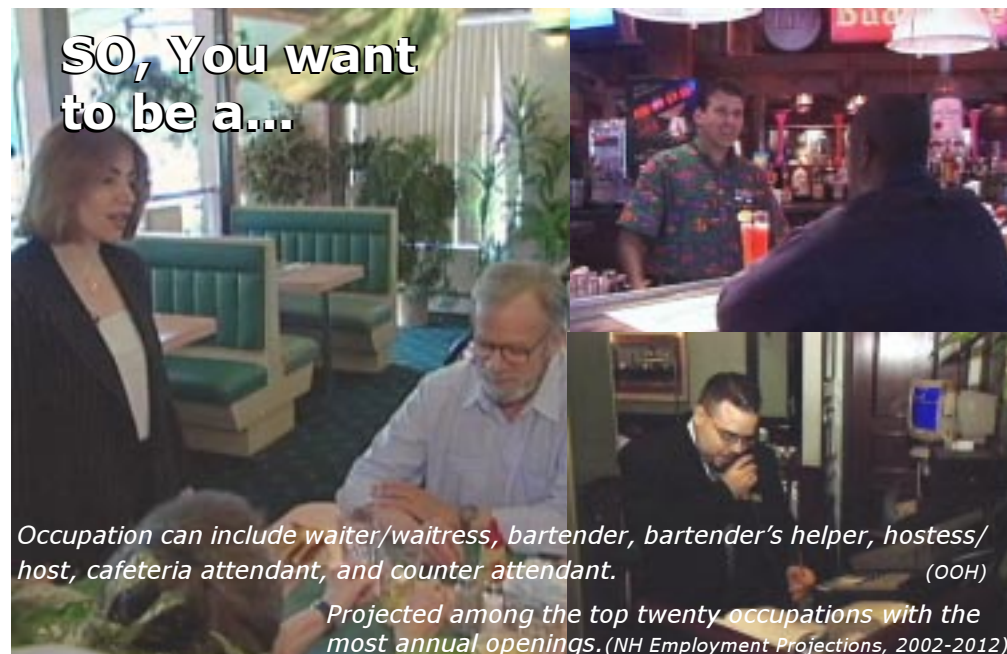 SO, You want
to be a...
Bud
Occupation can include waiter/waitress, bartender, bartender’s helper, hostess/
host, cafeteria attendant, and counter attendant. (OOH)
Projected among the top twenty occupations with the
most annual openings. (NH Employment Projections, 2002-2012)